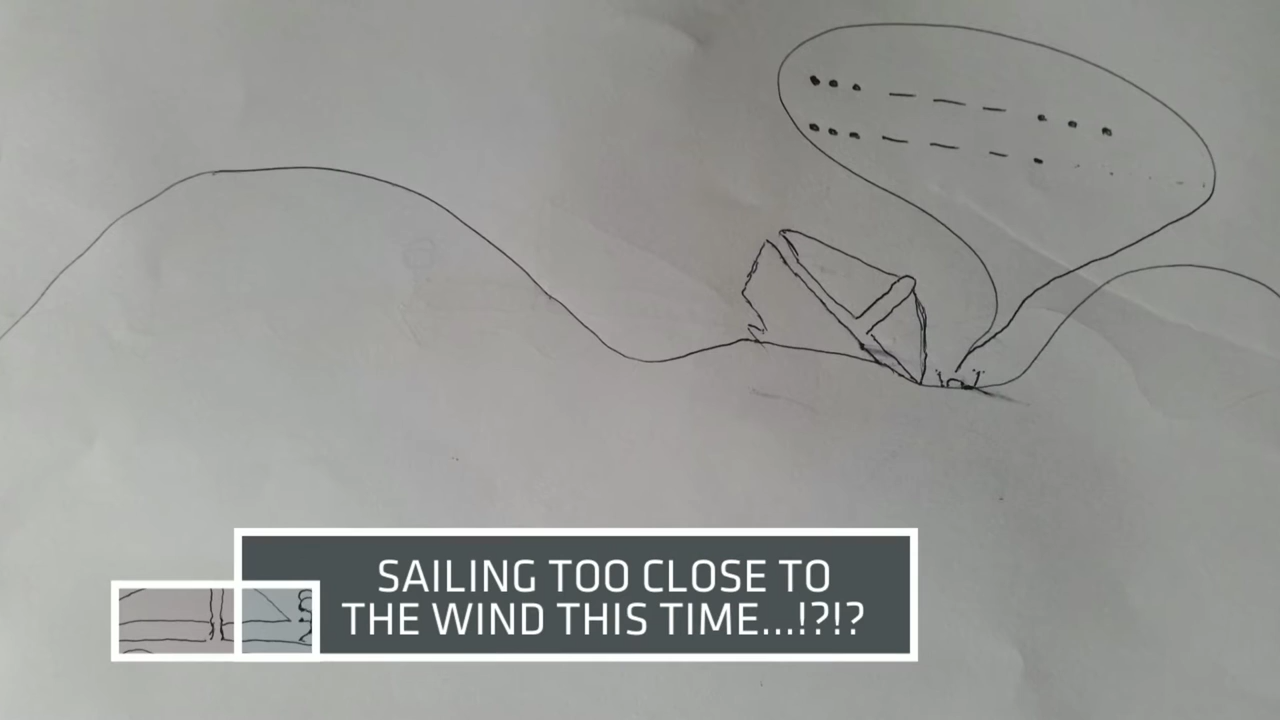 ... --- ...
... --- .
SAILING TOO CLOSE TO
THE WIND THIS TIME...!?!?